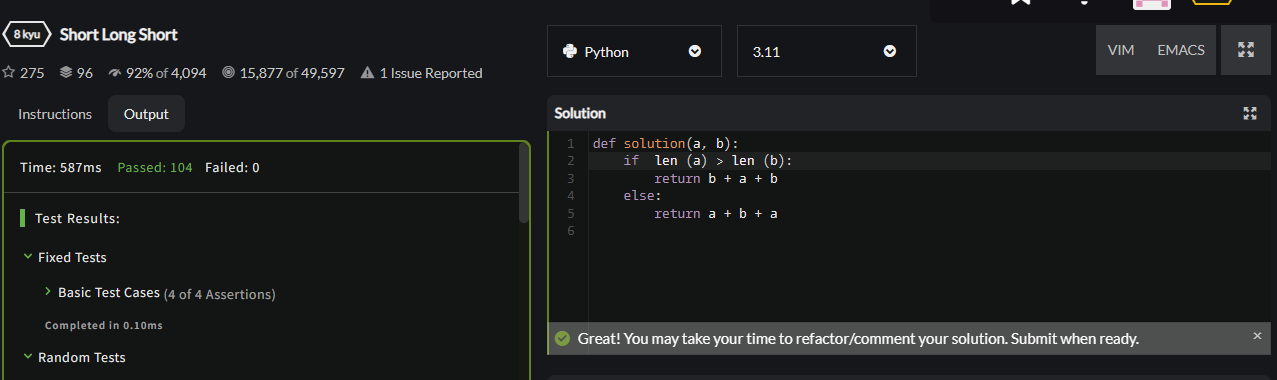 8 kyu Short Long Short
275 96 92% of 4,094 15,877 of 49,597 1 Issue Reported
Instructions Output
Time: 587ms Passed: 104 Failed: 0
Test Results:
Fixed Tests
Basic Test Cases (4 of 4 Assertions)
Completed in 0.10ms
Random Tests
Python 3.11 VIM EMACS
Solution
1 def solution(a, b):
2     if  len (a) > len (b):
3         return b + a + b
4     else:
5         return a + b + a
6
Great! You may take your time to refactor/comment your solution. Submit when ready. ×